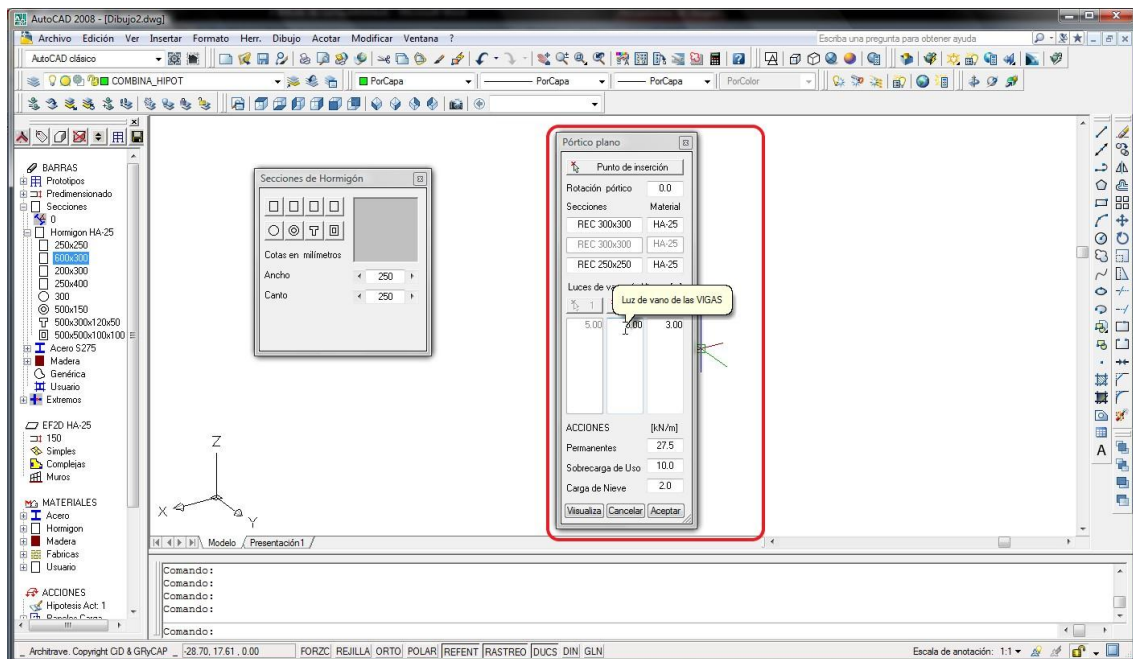 AutoCAD 2008 - [Dibujo2.dwg]
Archivo Edición Ver Insertar Formato Herr. Dibujo Acotar Modificar Ventana ?
Escriba una pregunta para obtener ayuda
AutoCAD clásico
COMBINA_HIPOT
PorCapa
PorCapa
PorCapa
PorColor
BARRAS
Prototipos
Predimensionado
Secciones
0
Hormigon HA-25
250x250
600x300
200x300
250x400
300
500x150
500x300x120x50
500x500x100x100
Acero S275
Madera
Genérica
Usuario
Extremos
EF2D HA-25
150
Simples
Complejas
Muros
MATERIALES
Acero
Hormigon
Madera
Fabricas
Usuario
ACCIONES
Hipotesis Act: 1
Secciones de Hormigón
Cotas en milímetros
Ancho 250
Canto 250
Pórtico plano
Punto de inserción
Rotación pórtico 0.0
Secciones Material
REC 300x300 HA-25
REC 300x300 HA-25
REC 250x250 HA-25
Luces de
1
Luz de vano de las VIGAS
5.00 3.00
ACCIONES [kN/m]
Permanentes 27.5
Sobrecarga de Uso 10.0
Carga de Nieve 2.0
Visualiza Cancelar Aceptar
Z
X
Y
Modelo Presentación1
Comando:
Comando:
Comando:
Comando:
Comando:
_ Architrave. Copyright CiD & GRyCAP _ -28.70, 17.61 , 0.00 FORZC REJILLA ORTO POLAR REFENT RASTREO DUCS DIN GLN Escala de anotación: 1:1